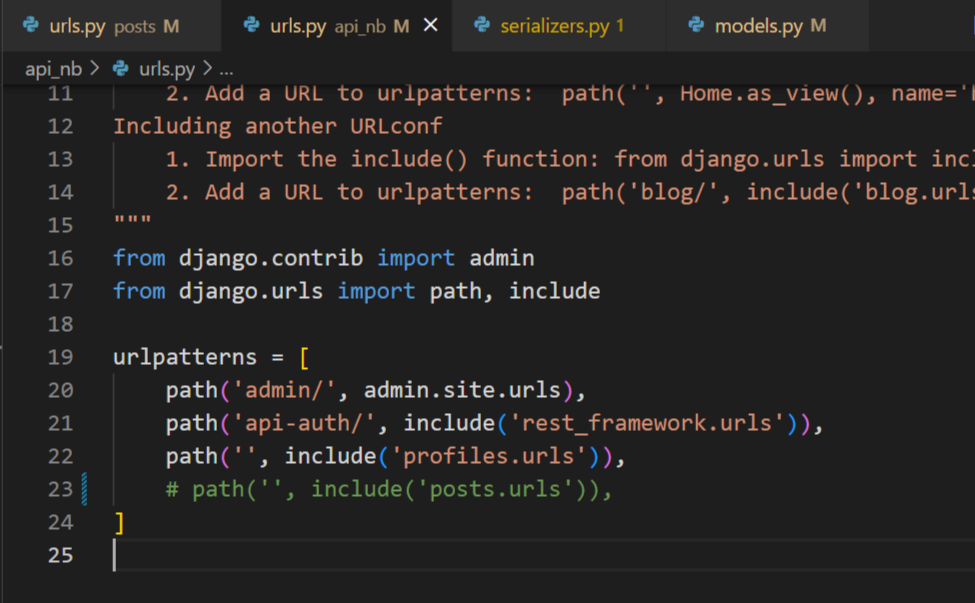 urls.py posts M urls.py api_nb M serializers.py 1 models.py M
api_nb > urls.py > ...
11 2. Add a URL to urlpatterns:  path('', Home.as_view(), name='
12 Including another URLconf
13     1. Import the include() function: from django.urls import incl
14     2. Add a URL to urlpatterns:  path('blog/', include('blog.urls
15 """
16 from django.contrib import admin
17 from django.urls import path, include
18
19 urlpatterns = [
20     path('admin/', admin.site.urls),
21     path('api-auth/', include('rest_framework.urls')),
22     path('', include('profiles.urls')),
23     # path('', include('posts.urls')),
24 ]
25